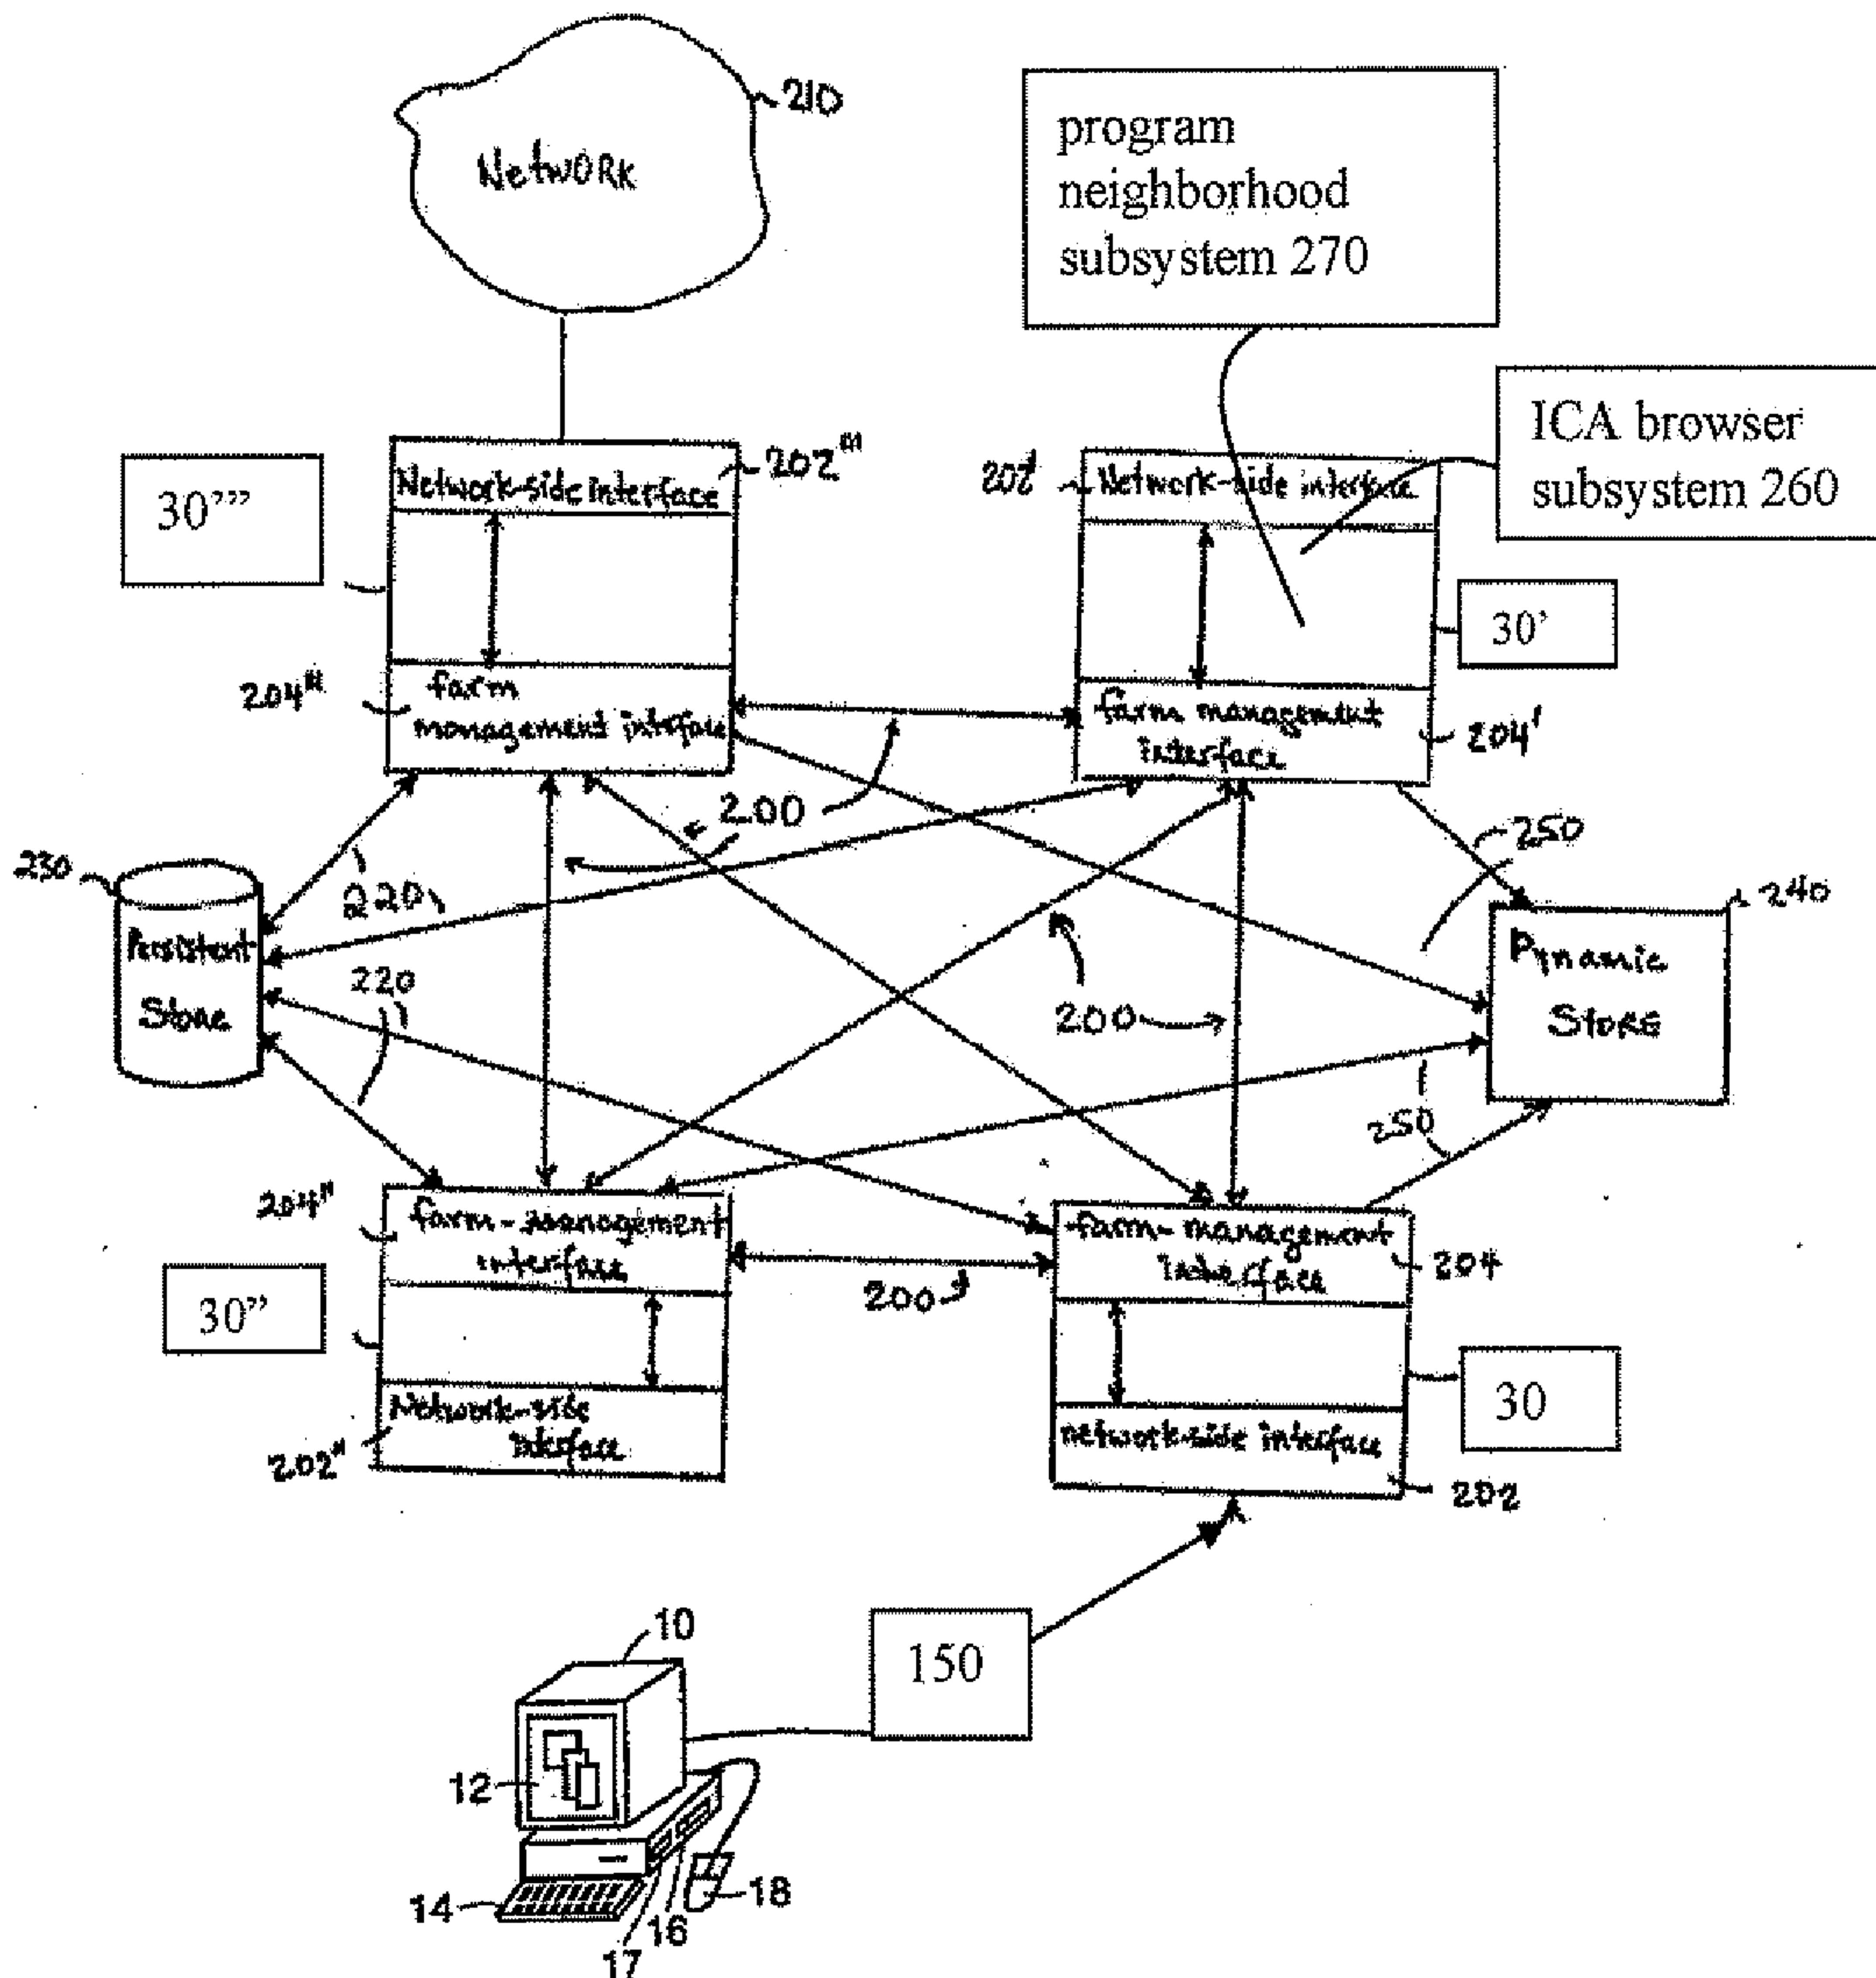 210
NetwORK
program
neighborhood
subsystem 270
ICA browser
subsystem 260
30'''
Network-side interface
202'''
202'
Network-side interface
30'
204'''
farm
management interface
farm management
interface
204'
200
250
230
220
240
Persistent
Store
220
200
Dynamic
STORE
250
204"
farm-management
interface
farm-management
interface
204
200
30"
30
Network-side
interface
network-side interface
202"
202
10
150
12
14
18
16
17